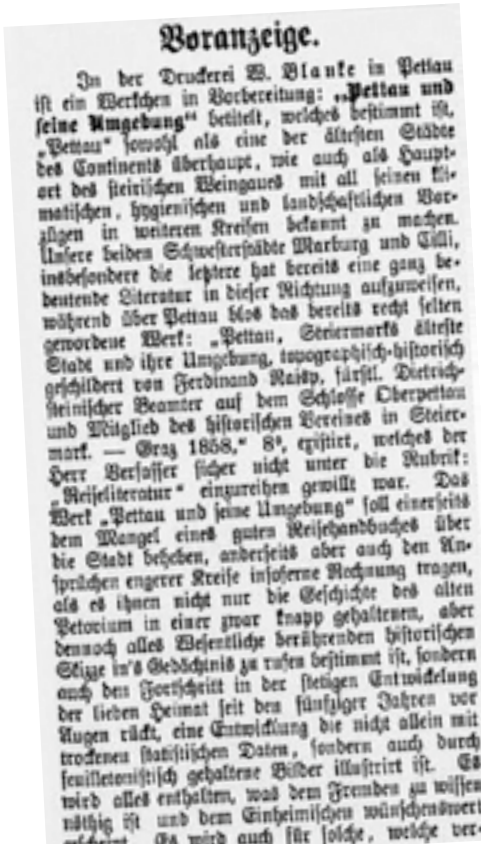 Voranzeige.
In der Druckerei W. Blanke in Pettau
ist ein Werkchen in Vorbereitung: „Pettau und
seine Umgebung“ betitelt, welches bestimmt ist,
„Pettau“ sowohl als eine der ältesten Städte
des Continents überhaupt, wie auch als Haupt-
ort des steirischen Weingaues mit all seinen kli-
matischen, hygienischen und landschaftlichen Vor-
zügen in weiteren Kreisen bekannt zu machen.
Unsere beiden Schwesterstädte Marburg und Cilli,
insbesondere die letztere hat bereits eine ganz be-
deutende Literatur in dieser Richtung aufzuweisen,
während über Pettau blos das bereits recht selten
gewordene Werk: „Pettau, Steiermarks älteste
Stadt und ihre Umgebung, topographisch-historisch
geschildert von Ferdinand Raisp, fürstl. Dietrich-
steinischer Beamter auf dem Schlosse Oberpettau
und Mitglied des historischen Vereines in Steier-
mark. — Graz 1858,“ 8°, existirt, welches der
Herr Verfasser sicher nicht unter die Rubrik:
„Reiseliteratur“ einzureihen gewillt war. Das
Werk „Pettau und seine Umgebung“ soll einerseits
dem Mangel eines guten Reisehandbuches über
die Stadt beheben, anderseits aber auch den An-
sprüchen engerer Kreise insoferne Rechnung tragen,
als es ihnen nicht nur die Geschichte des alten
Petovium in einer zwar knapp gehaltenen, aber
dennoch alles Wesentliche berührenden historischen
Skizze in's Gedächtnis zu rufen bestimmt ist, sondern
auch den Fortschritt in der stetigen Entwickelung
der lieben Heimat seit den fünfziger Jahren vor
Augen rückt, eine Entwicklung die nicht allein mit
trockenen statistischen Daten, sondern auch durch
feuilletonistisch gehaltene Bilder illustrirt ist. Es
wird alles enthalten, was dem Fremden zu wissen
nöthig ist und dem Einheimischen wünschenswert
erscheint. Es wird auch für solche, welche ver-